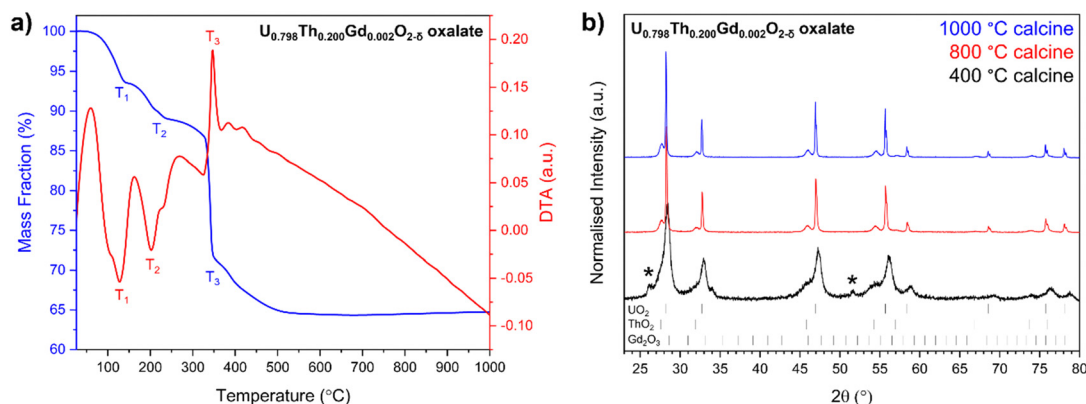 a)
U0.798Th0.200Gd0.002O2-δ oxalate
100
95
90
85
80
75
70
65
60
Mass Fraction (%)
T1
T2
T3
T3
T1
T2
0.20
0.15
0.10
0.05
0.00
-0.05
-0.10
DTA (a.u.)
0 100 200 300 400 500 600 700 800 900 1000
Temperature (°C)
b)
U0.798Th0.200Gd0.002O2-δ oxalate
1000 °C calcine
800 °C calcine
400 °C calcine
Normalised Intensity (a.u.)
* *
UO2
ThO2
Gd2O3
25 30 35 40 45 50 55 60 65 70 75 80
2θ (°)